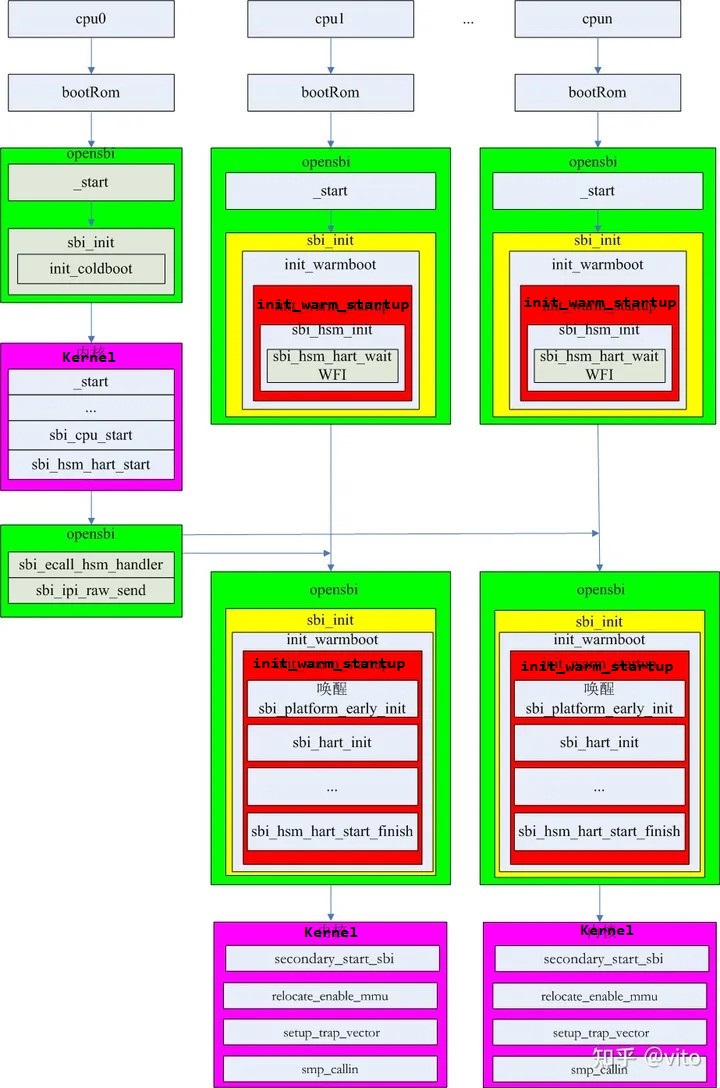 cpu0
bootRom
opensbi
_start
sbi_init
init_coldboot
Kernel
_start
...
sbi_cpu_start
sbi_hsm_hart_start
opensbi
sbi_ecall_hsm_handler
sbi_ipi_raw_send
cpu1
bootRom
opensbi
_start
sbi_init
init_warmboot
init_warm_startup
sbi_hsm_init
sbi_hsm_hart_wait
WFI
opensbi
sbi_init
init_warmboot
init_warm_startup
唤醒
sbi_platform_early_init
sbi_hart_init
...
sbi_hsm_hart_start_finish
Kernel
secondary_start_sbi
relocate_enable_mmu
setup_trap_vector
smp_callin
...
cpun
bootRom
opensbi
_start
sbi_init
init_warmboot
init_warm_startup
sbi_hsm_init
sbi_hsm_hart_wait
WFI
opensbi
sbi_init
init_warmboot
init_warm_startup
唤醒
sbi_platform_early_init
sbi_hart_init
...
sbi_hsm_hart_start_finish
Kernel
secondary_start_sbi
relocate_enable_mmu
setup_trap_vector
smp_callin
知乎 @vito